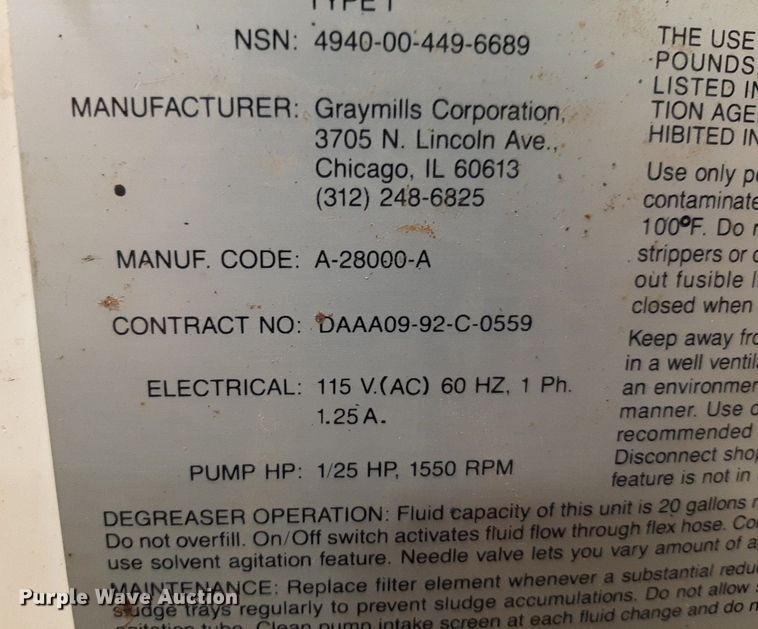 TYPE I
NSN: 4940-00-449-6689
MANUFACTURER: Graymills Corporation,
3705 N. Lincoln Ave.,
Chicago, IL 60613
(312) 248-6825
MANUF. CODE: A-28000-A
CONTRACT NO: DAAA09-92-C-0559
ELECTRICAL: 115 V.(AC) 60 HZ, 1 Ph.
1.25 A.
PUMP HP: 1/25 HP, 1550 RPM
THE USE
POUNDS,
LISTED IN
TION AGE
HIBITED IN
Use only
contaminate
100°F. Do
strippers or
out fusible
closed when
Keep away
in a well
an
manner. Use
recommended
Disconnect
feature is not in
DEGREASER OPERATION: Fluid capacity of this unit is 20 gallons
Do not overfill. On/Off switch activates fluid flow through flex hose.
use solvent agitation feature. Needle valve lets you vary amount of
MAINTENANCE: Replace filter element whenever a substantial
sludge trays regularly to prevent sludge accumulations. Do not allow
agitation tube. Clean pump intake screen at each fluid change and do
Purple Wave Auction